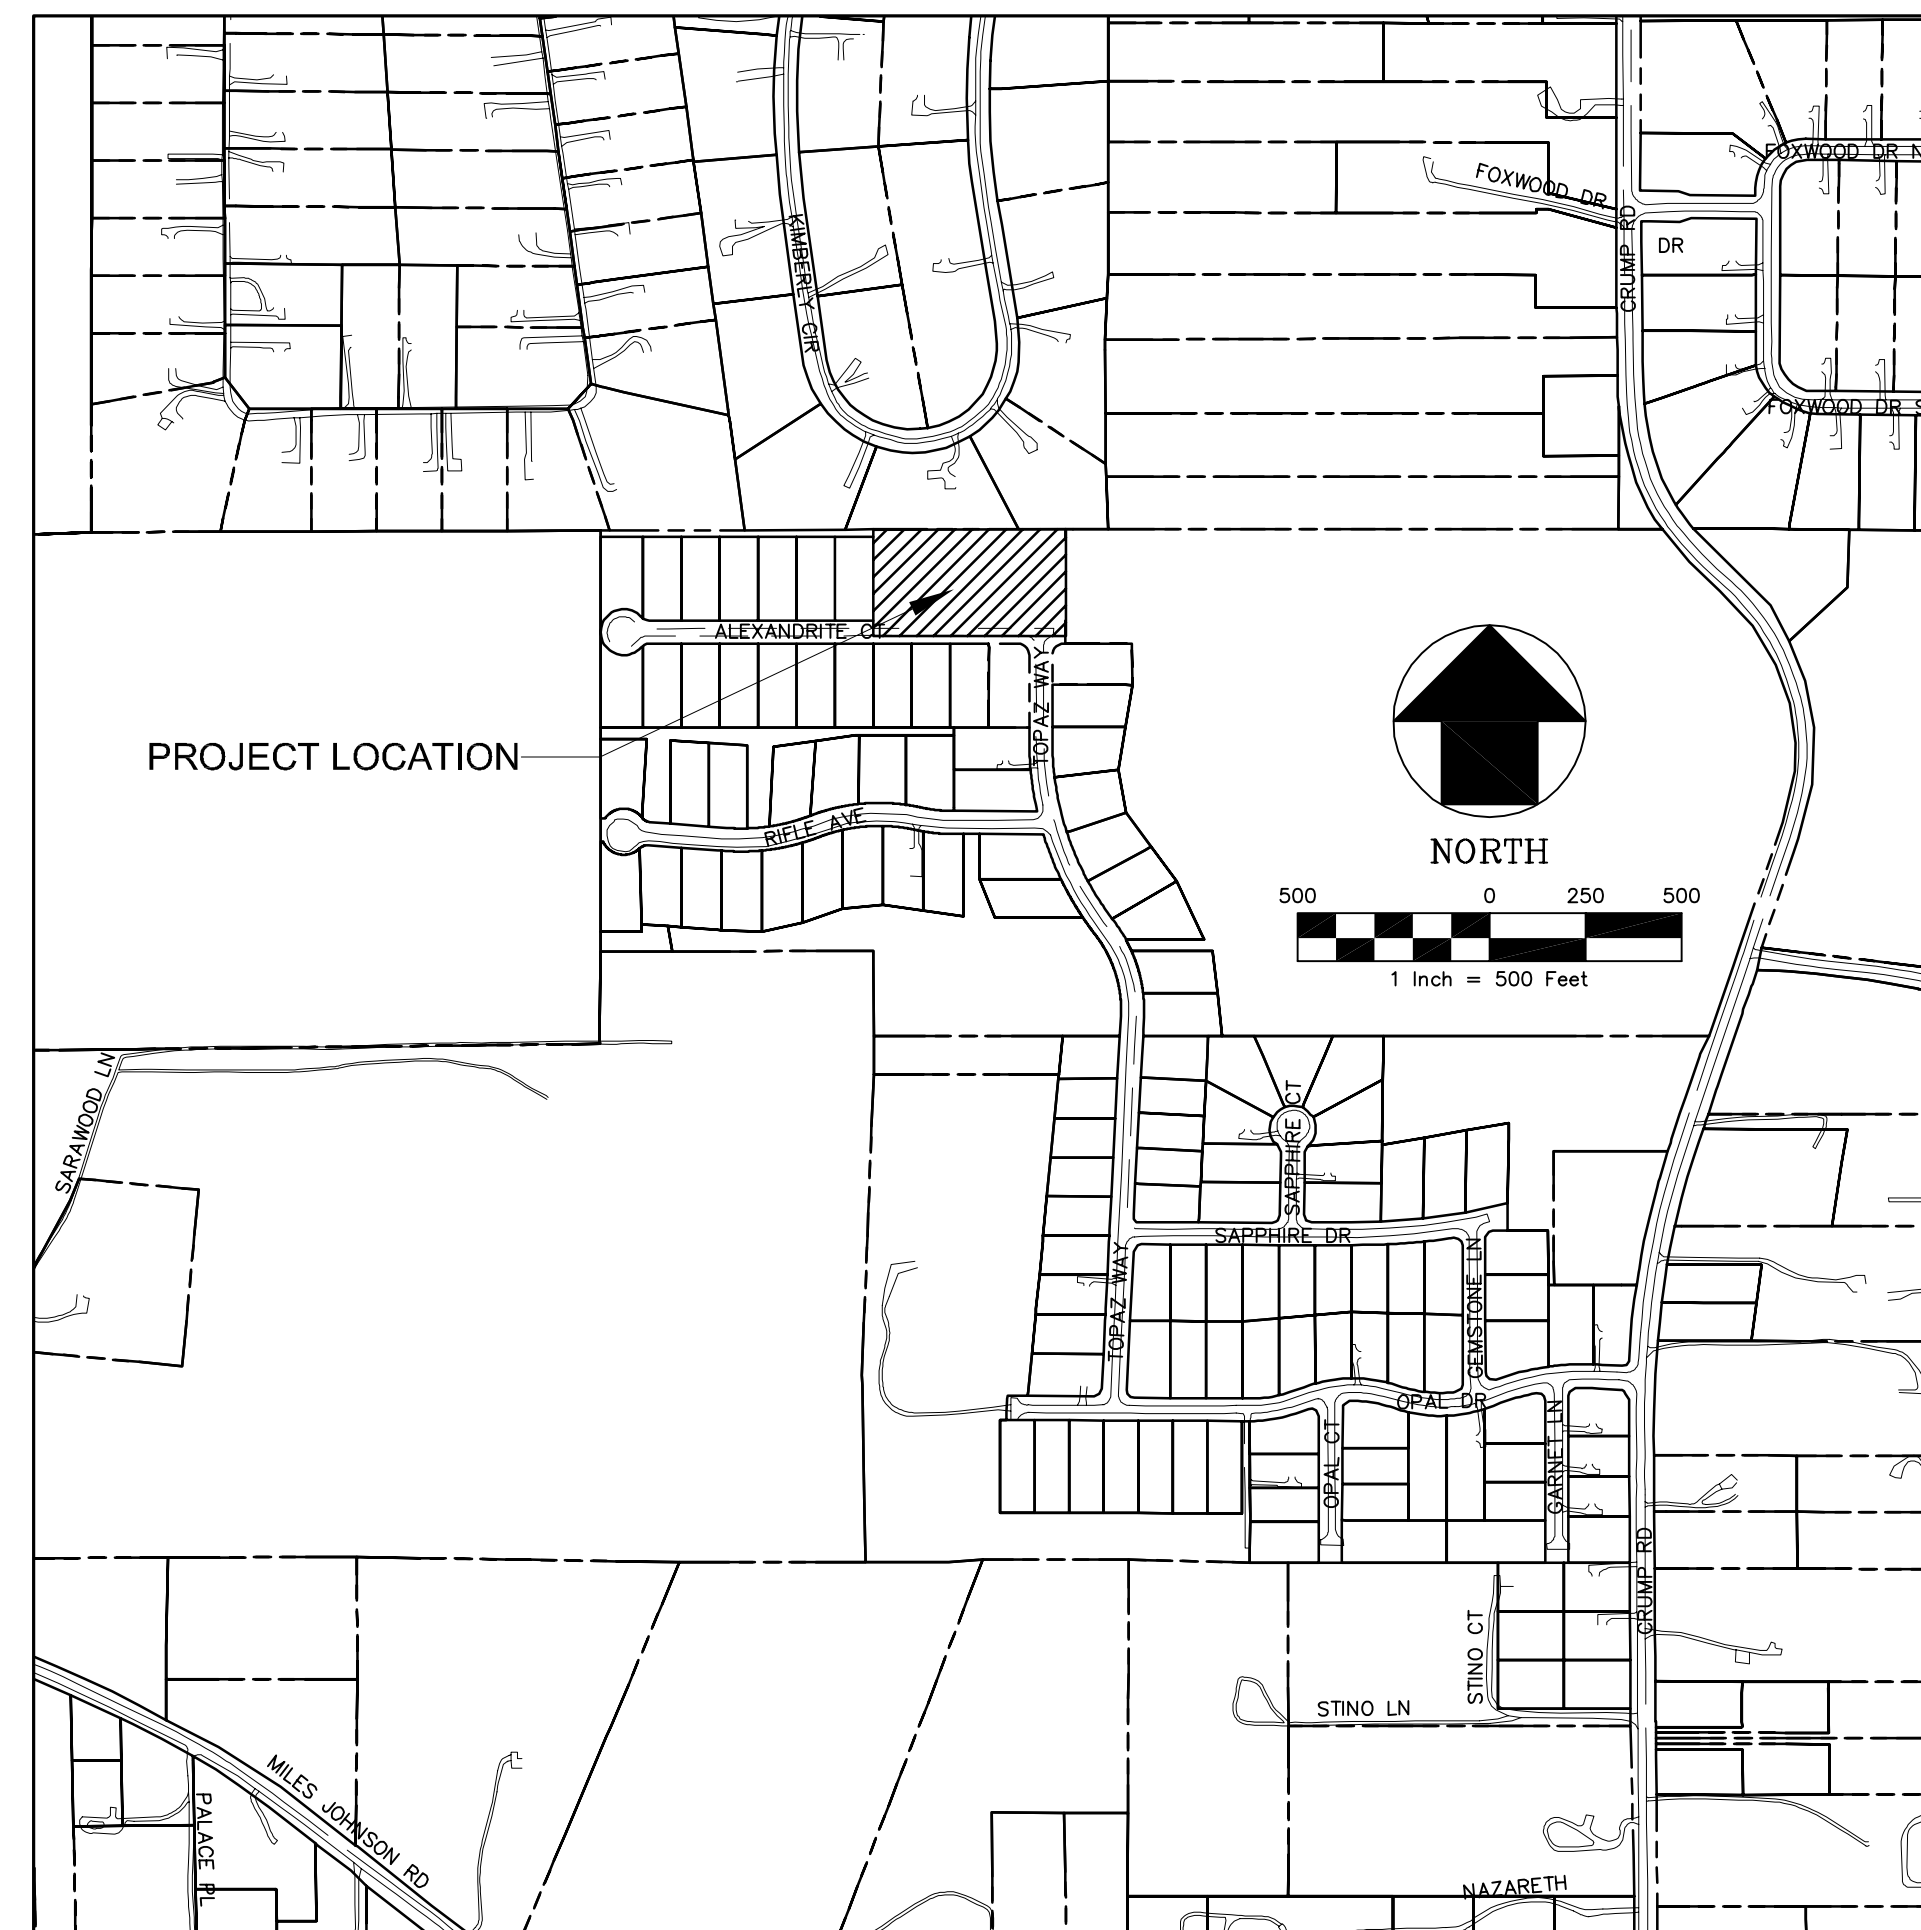 FOXWOOD DR N
FOXWOOD DR
CRUMP RD
DR
KIMBERLY CIR
FOXWOOD DR S
ALEXANDRITE CT
TOPAZ WAY
PROJECT LOCATION
RIFLE AVE
NORTH
500 0 250 500
1 Inch = 500 Feet
SARAWOOD LN
SAPPHIRE CT
SAPPHIRE DR
TOPAZ WAY
GEMSTONE LN
OPAL DR
OPAL CT
GARNET LN
CRUMP RD
STINO CT
STINO LN
MILES JOHNSON RD
PALACE PL
NAZARETH